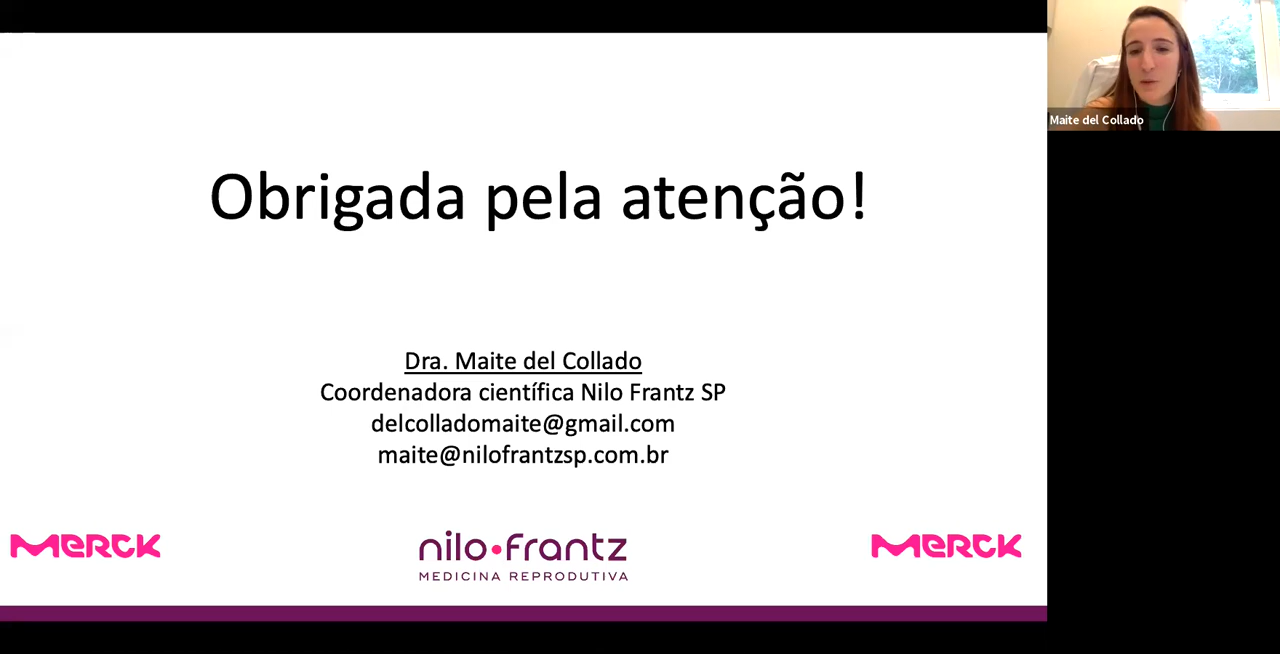 Obrigada pela atenção!
Dra. Maite del Collado
Coordenadora científica Nilo Frantz SP
delcolladomaite@gmail.com
maite@nilofrantzsp.com.br
MERCK
nilo•frantz
MEDICINA REPRODUTIVA
MERCK
Maite del Collado